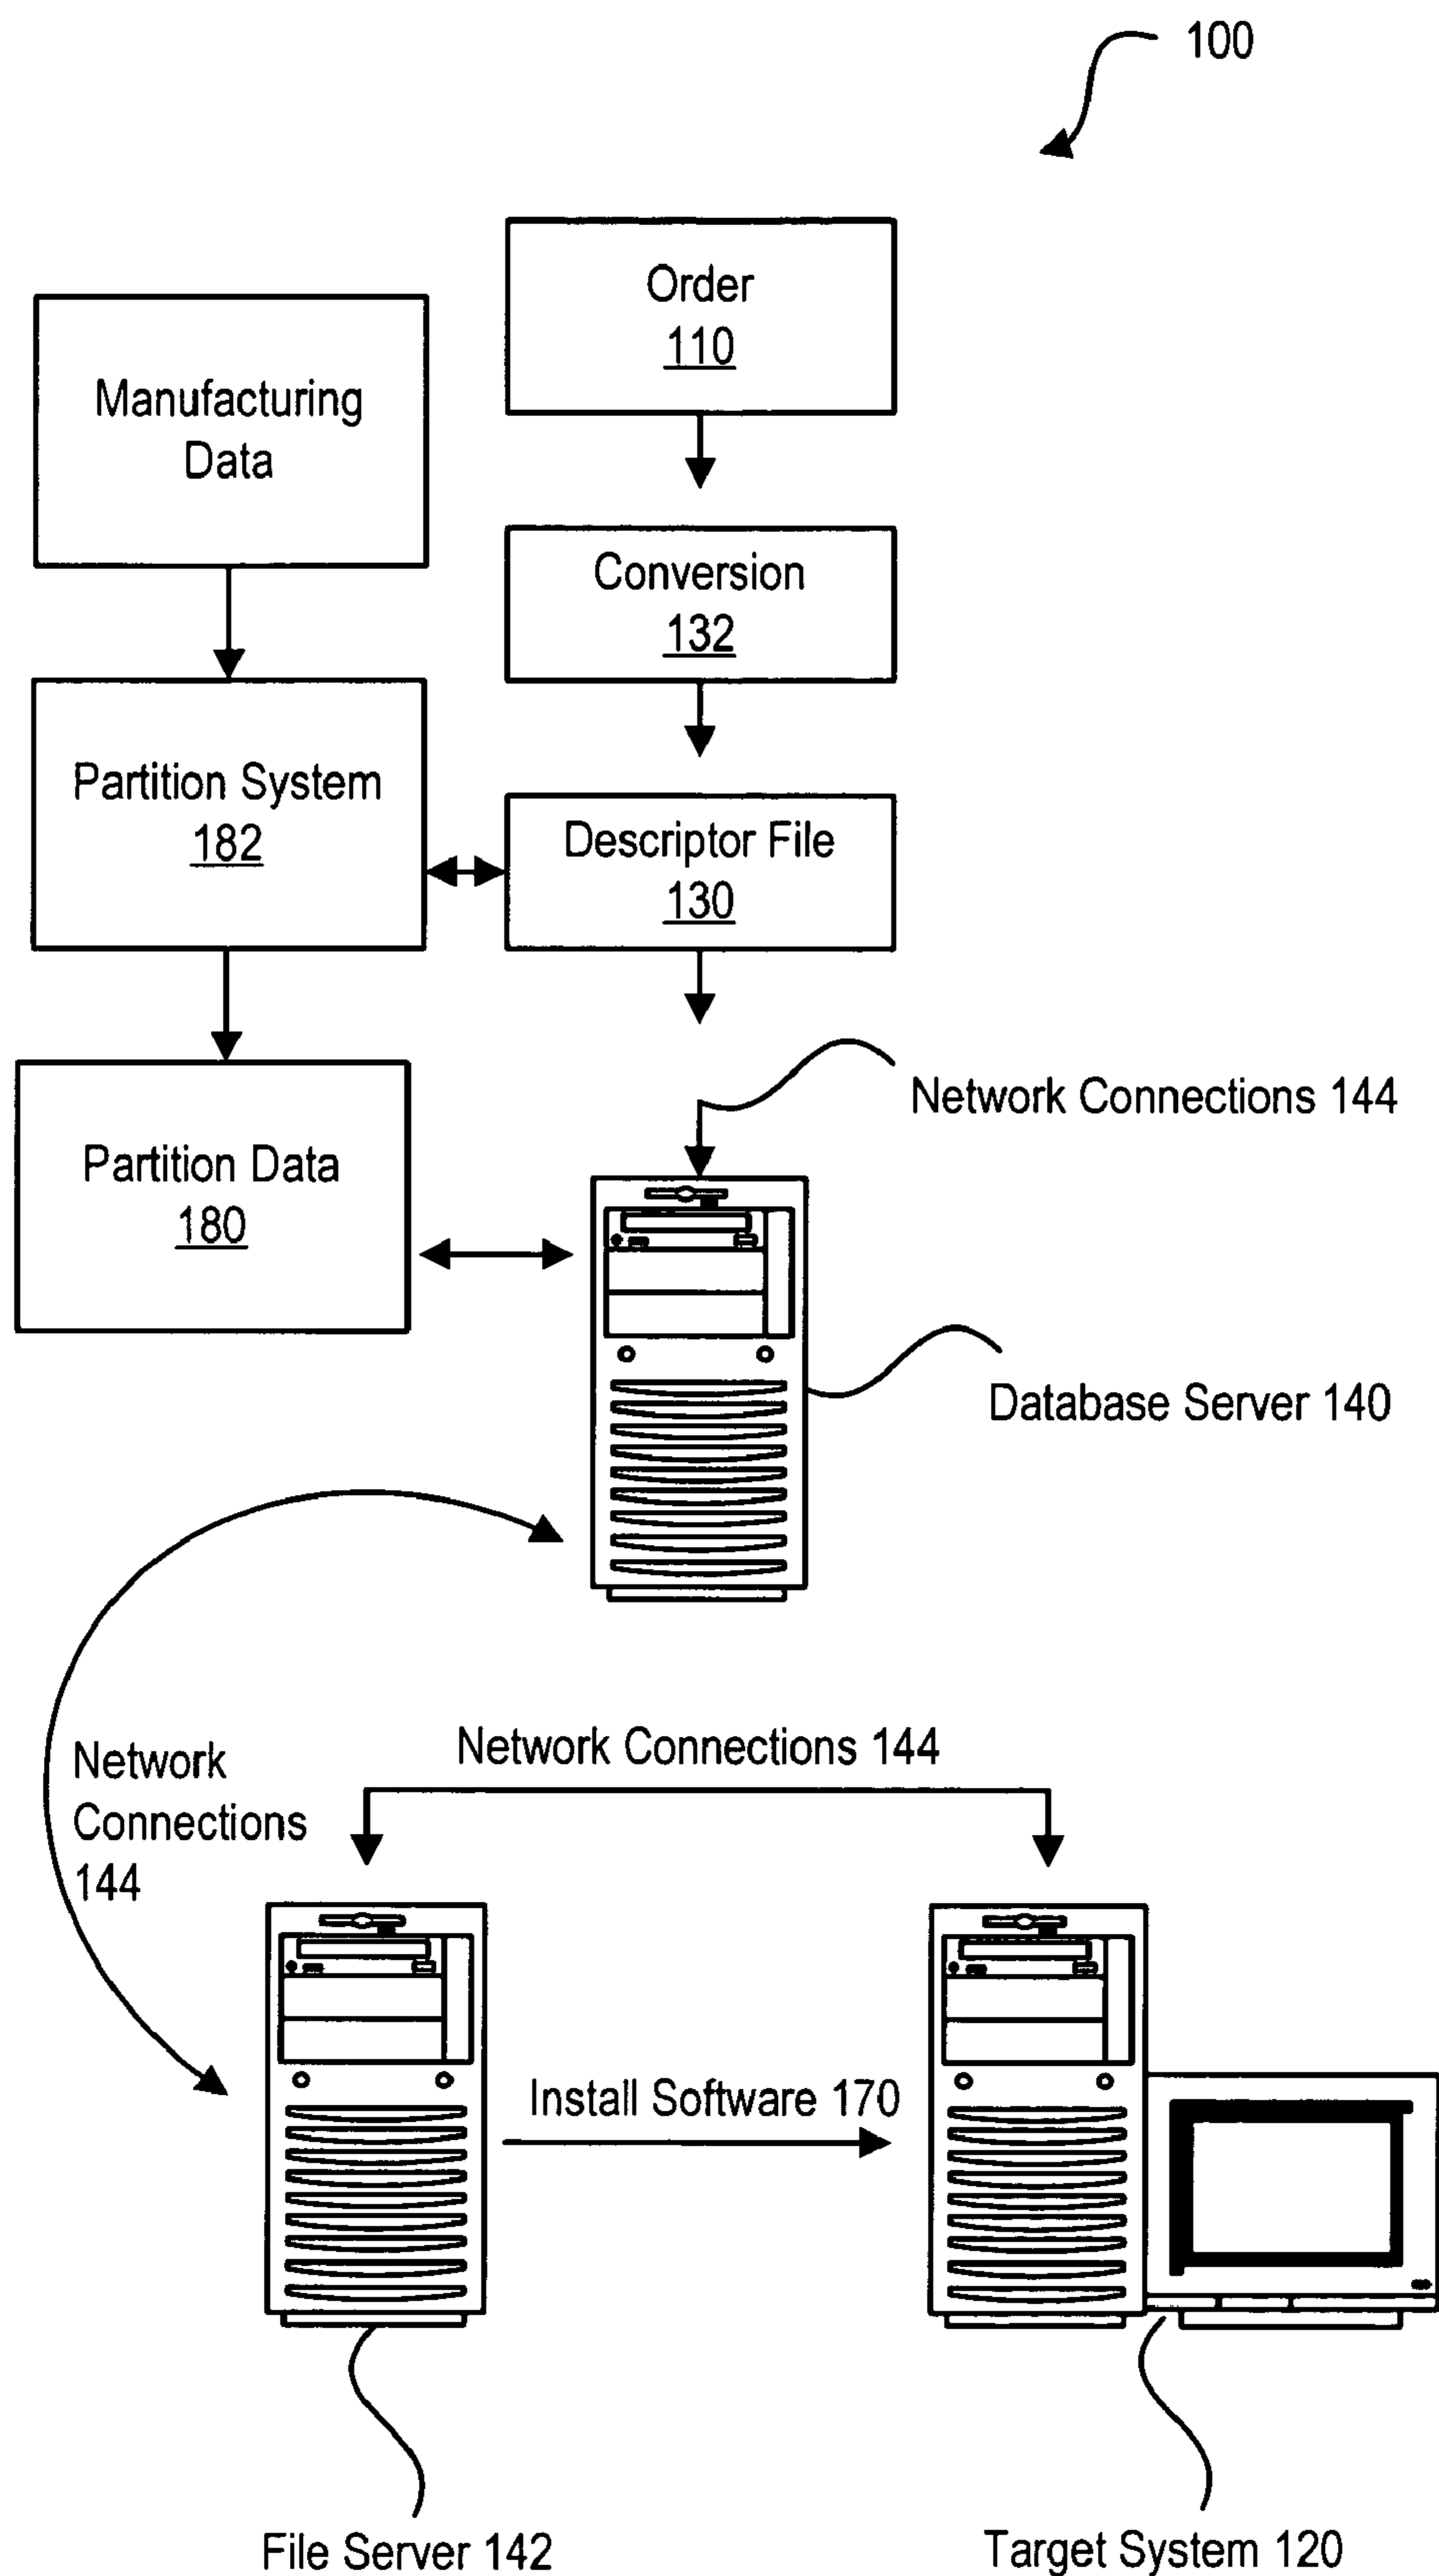 100
Order
110
Manufacturing
Data
Conversion
132
Partition System
182
Descriptor File
130
Network Connections 144
Partition Data
180
Database Server 140
Network Connections 144
Network
Connections
144
Install Software 170
File Server 142
Target System 120